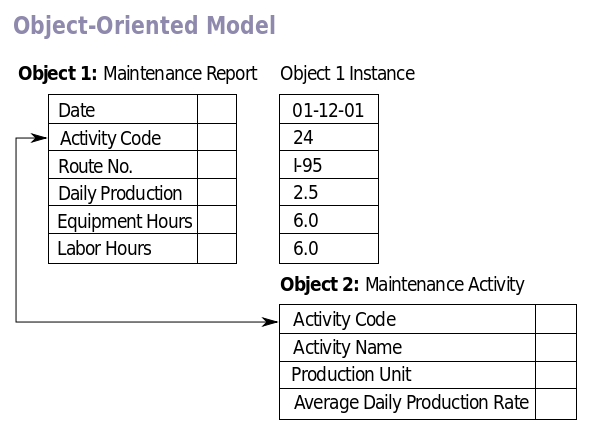 Object-Oriented Model
Object 1: Maintenance Report
Object 1 Instance
Date
01-12-01
Activity Code
24
Route No.
I-95
Daily Production
2.5
Equipment Hours
6.0
Labor Hours
6.0
Object 2: Maintenance Activity
Activity Code
Activity Name
Production Unit
Average Daily Production Rate